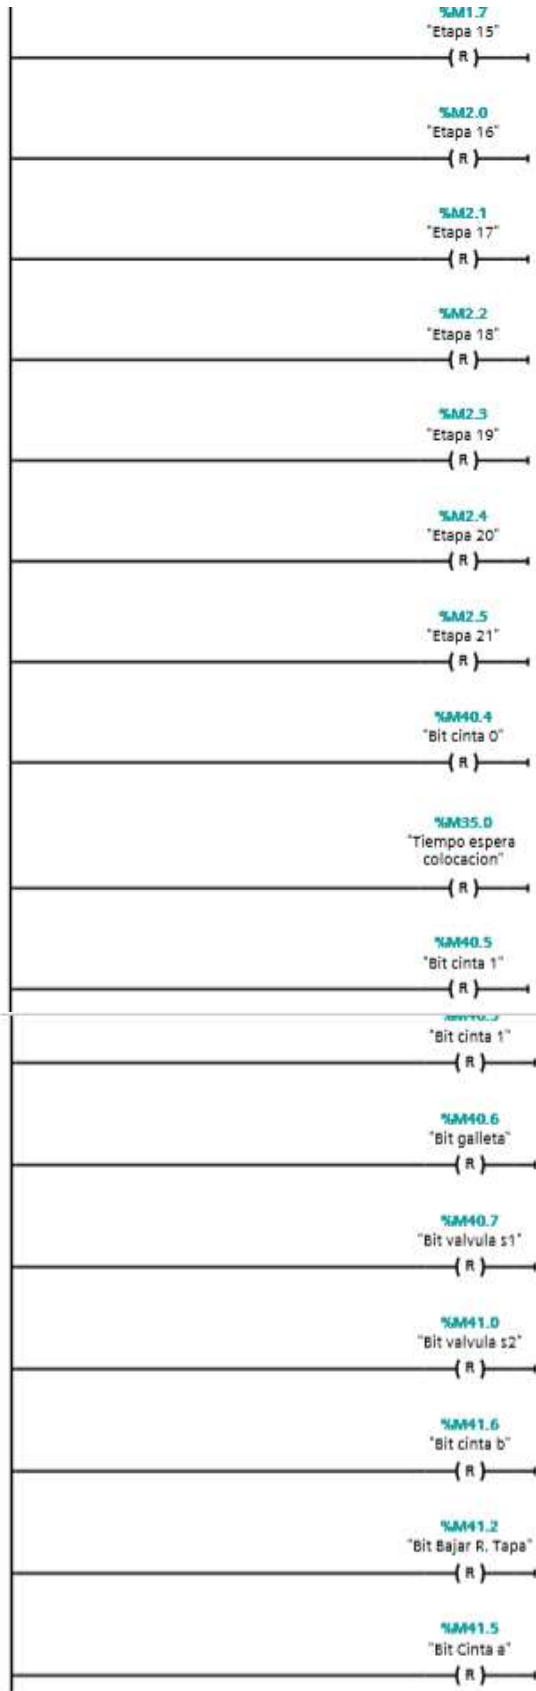 %M1.7
"Etapa 15"
( R )
%M2.0
"Etapa 16"
( R )
%M2.1
"Etapa 17"
( R )
%M2.2
"Etapa 18"
( R )
%M2.3
"Etapa 19"
( R )
%M2.4
"Etapa 20"
( R )
%M2.5
"Etapa 21"
( R )
%M40.4
"Bit cinta 0"
( R )
%M35.0
"Tiempo espera
colocacion"
( R )
%M40.5
"Bit cinta 1"
( R )
%M40.5
"Bit cinta 1"
( R )
%M40.6
"Bit galleta"
( R )
%M40.7
"Bit valvula s1"
( R )
%M41.0
"Bit valvula s2"
( R )
%M41.6
"Bit cinta b"
( R )
%M41.2
"Bit Bajar R. Tapa"
( R )
%M41.5
"Bit Cinta a"
( R )